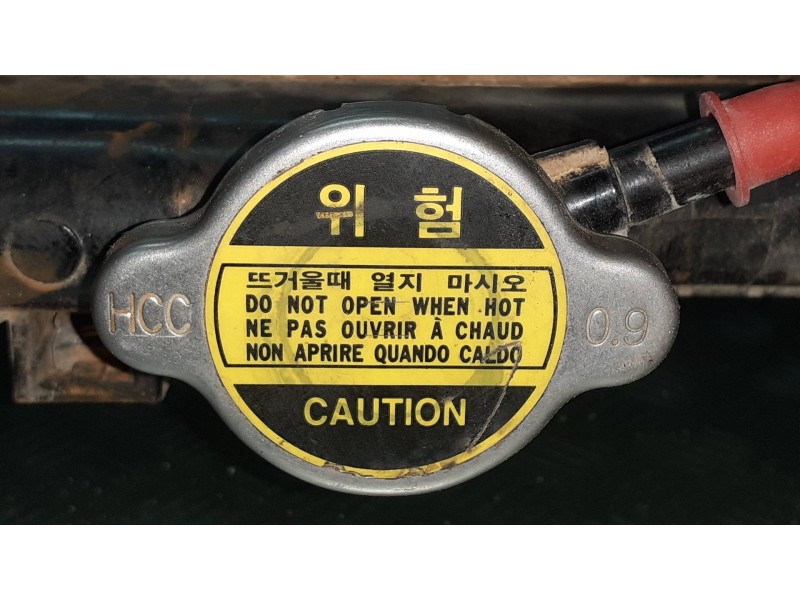 위험
뜨거울때 열지 마시오
DO NOT OPEN WHEN HOT
NE PAS OUVRIR À CHAUD
NON APRIRE QUANDO CALDO
CAUTION
HCC
0.9